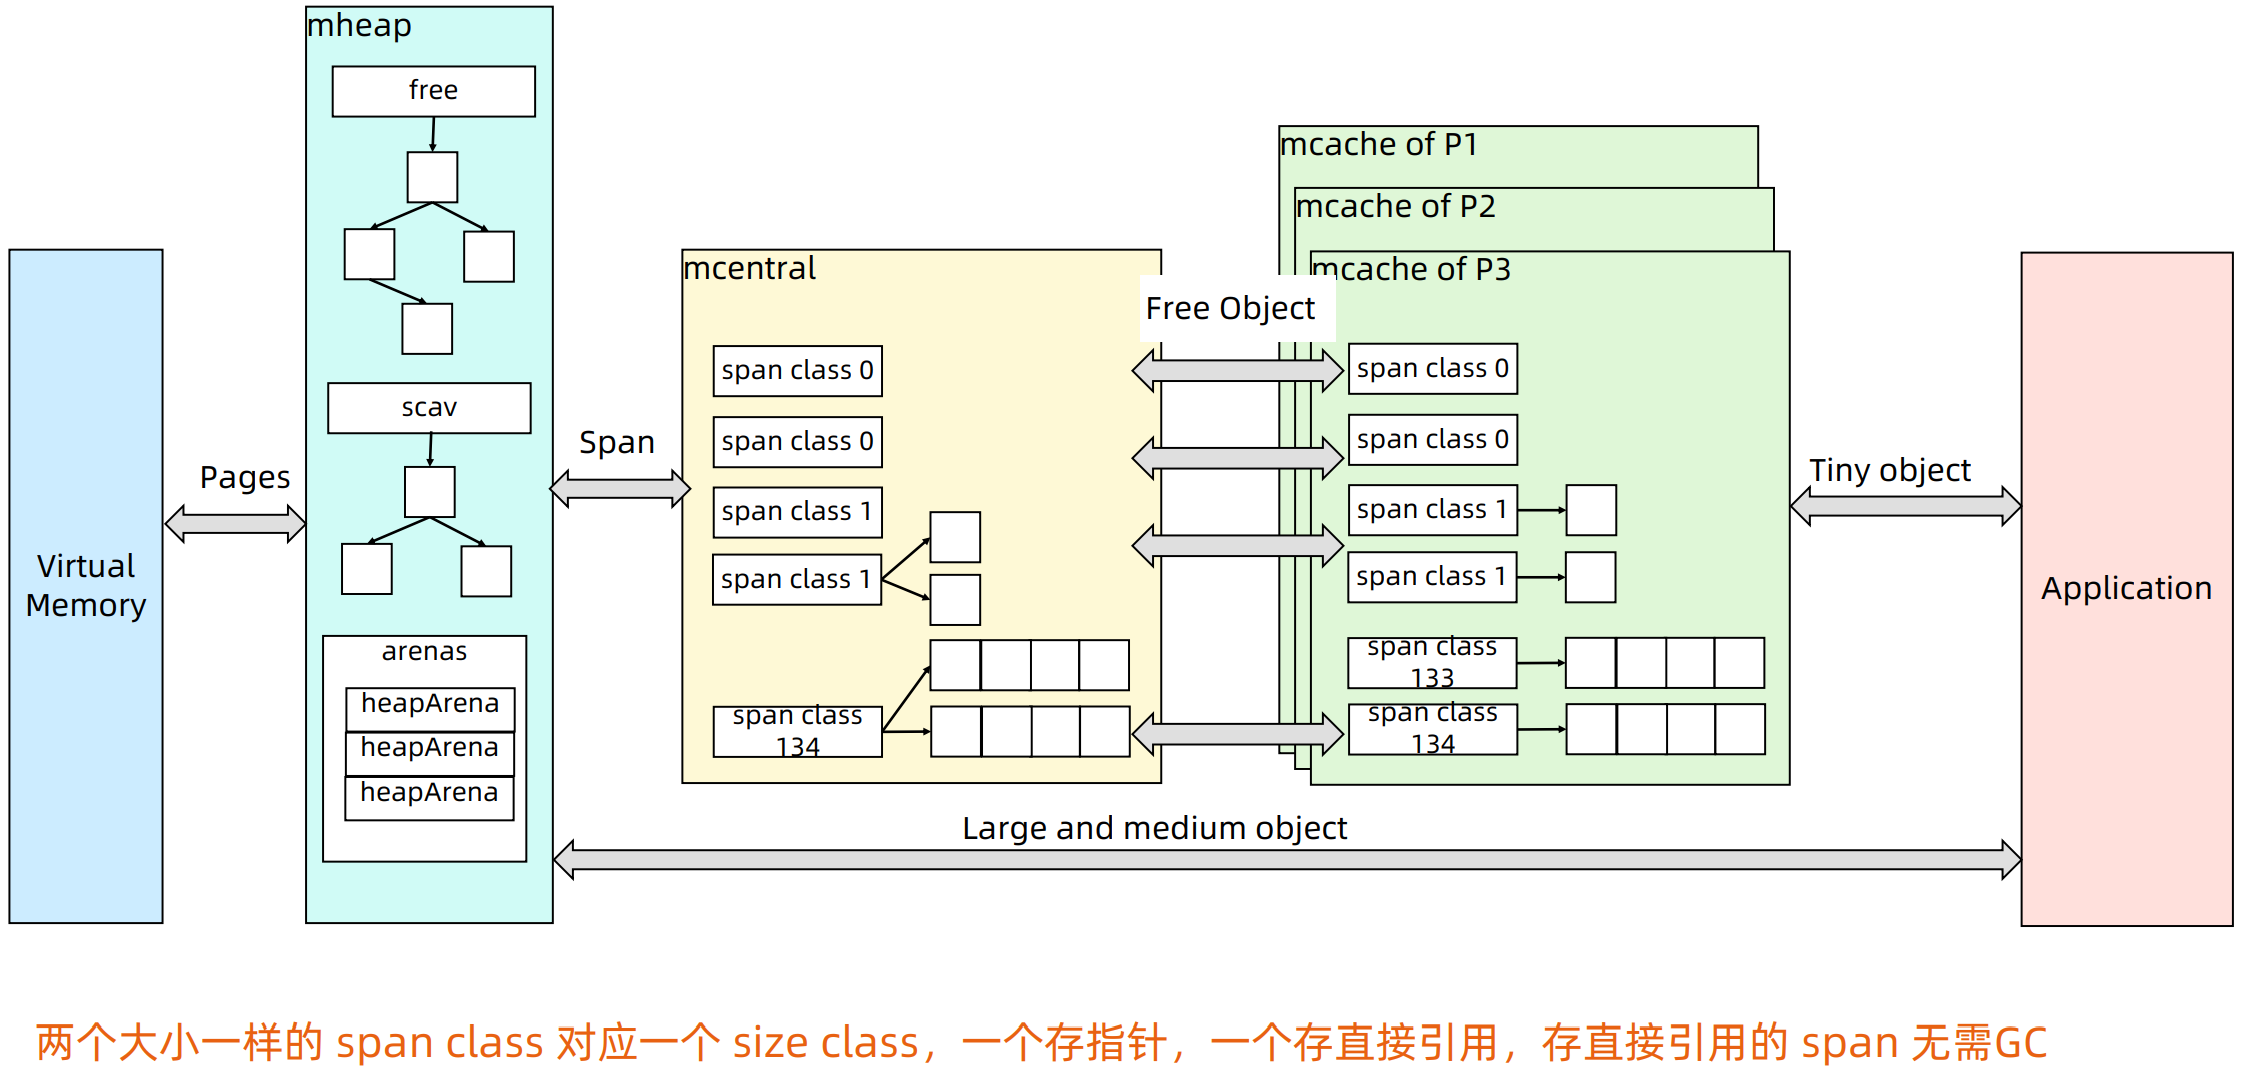 mheap
free
scav
arenas
heapArena
heapArena
heapArena
Virtual
Memory
Pages
Span
mcentral
span class 0
span class 0
span class 1
span class 1
span class
134
Free Object
mcache of P1
mcache of P2
mcache of P3
span class 0
span class 0
span class 1
span class 1
span class
133
span class
134
Tiny object
Application
Large and medium object
两个大小一样的 span class 对应一个 size class，一个存指针，一个存直接引用，存直接引用的 span 无需GC